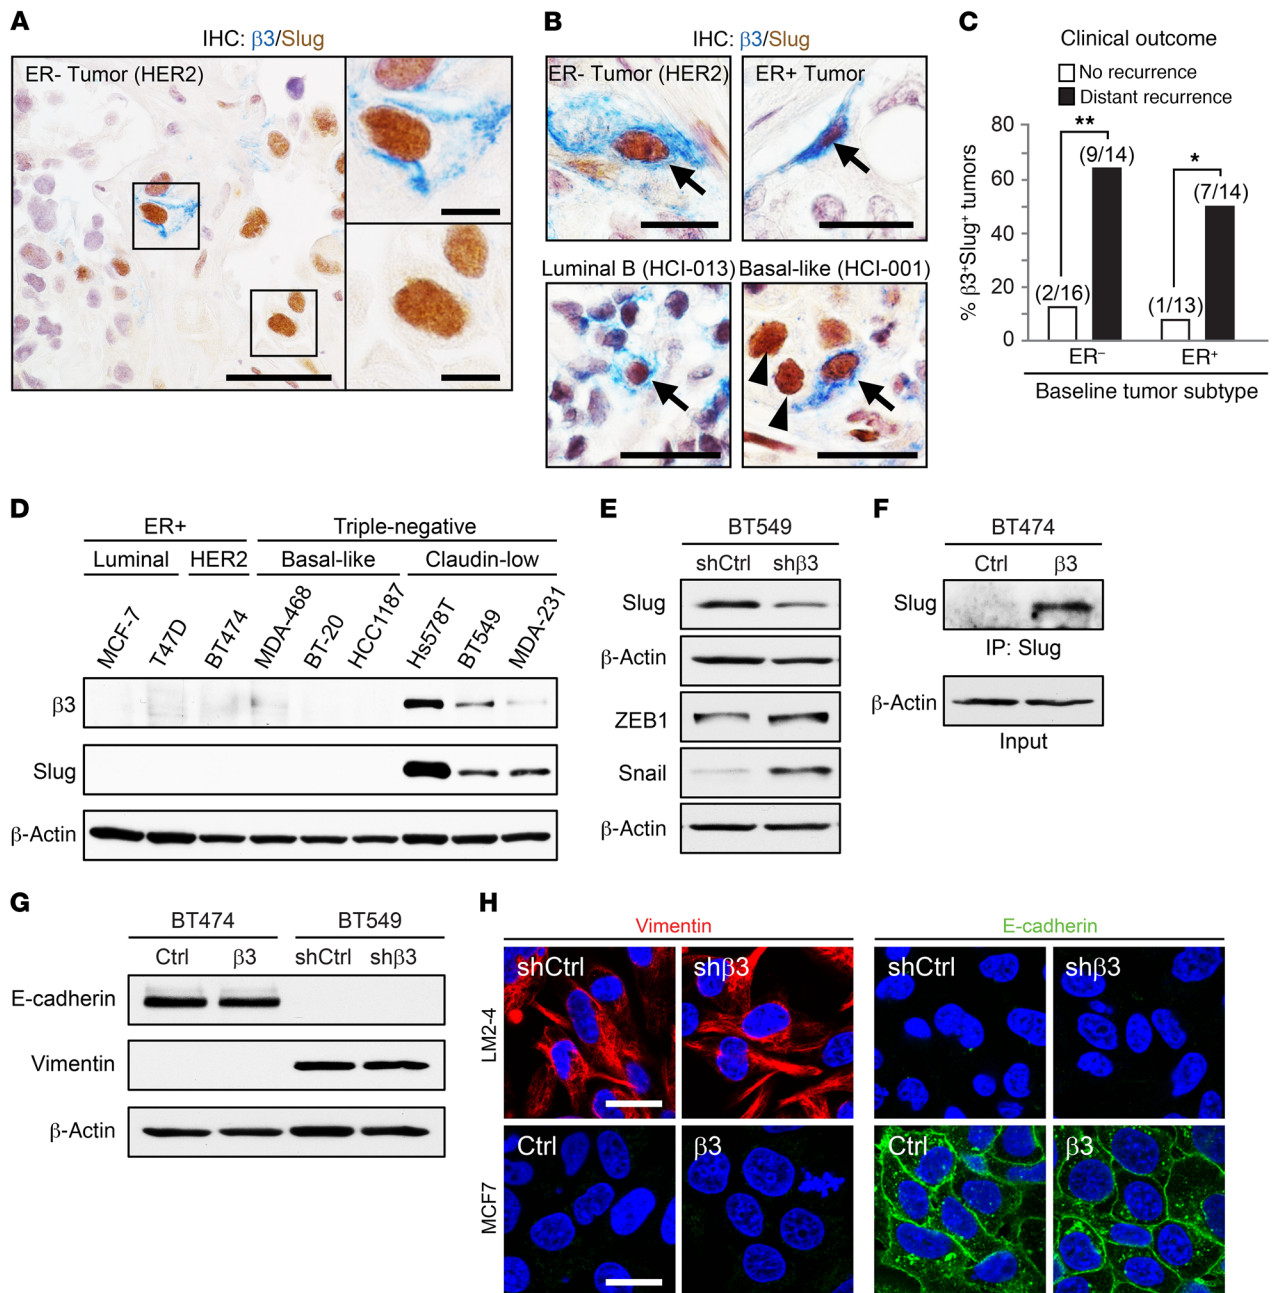 A
IHC: β3/Slug
ER- Tumor (HER2)
B
IHC: β3/Slug
ER- Tumor (HER2)
ER+ Tumor
Luminal B (HCI-013)
Basal-like (HCI-001)
C
Clinical outcome
No recurrence
Distant recurrence
% β3⁺Slug⁺ tumors
80
60
40
20
0
**
(9/14)
(2/16)
*
(7/14)
(1/13)
ER⁻
ER⁺
Baseline tumor subtype
D
ER+
Triple-negative
Luminal
HER2
Basal-like
Claudin-low
MCF-7
T47D
BT474
MDA-468
BT-20
HCC1187
Hs578T
BT549
MDA-231
β3
Slug
β-Actin
E
BT549
shCtrl
shβ3
Slug
β-Actin
ZEB1
Snail
β-Actin
F
BT474
Ctrl
β3
Slug
IP: Slug
β-Actin
Input
G
BT474
BT549
Ctrl
β3
shCtrl
shβ3
E-cadherin
Vimentin
β-Actin
H
Vimentin
E-cadherin
LM2-4
shCtrl
shβ3
shCtrl
shβ3
MCF7
Ctrl
β3
Ctrl
β3